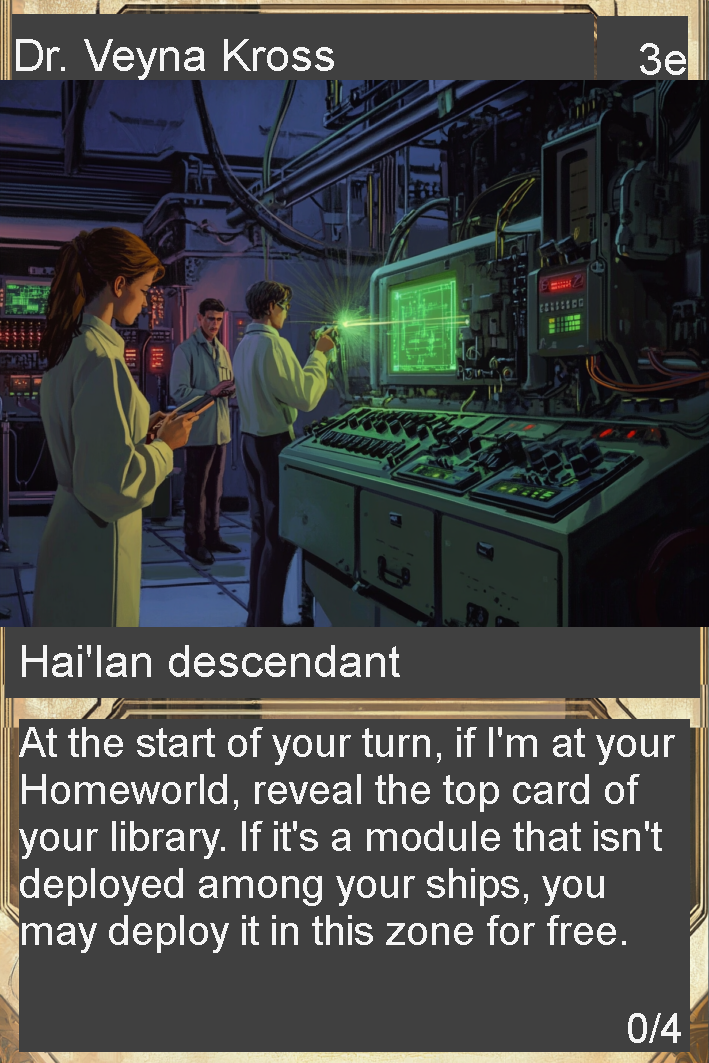 Dr. Veyna Kross
3e
Hai'lan descendant
At the start of your turn, if I'm at your
Homeworld, reveal the top card of
your library. If it's a module that isn't
deployed among your ships, you
may deploy it in this zone for free.
0/4